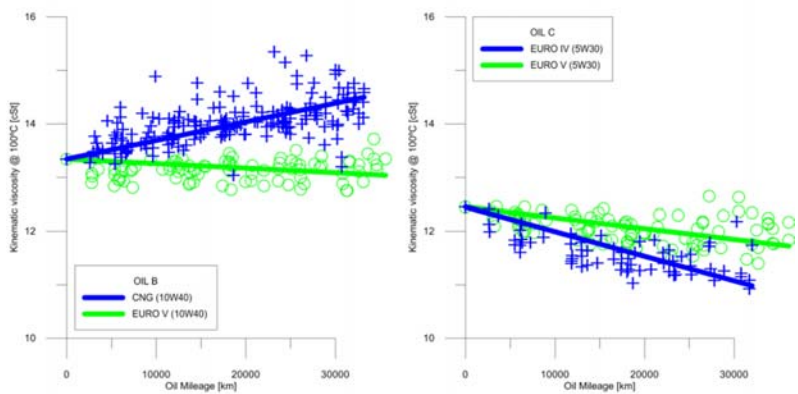 16
14
12
10
Kinematic viscosity @ 100ºC [cSt]
OIL B
CNG (10W40)
EURO V (10W40)
0 10000 20000 30000
Oil Mileage [km]
16
14
12
10
Kinematic viscosity @ 100ºC [cSt]
OIL C
EURO IV (5W30)
EURO V (5W30)
0 10000 20000 30000
Oil Mileage [km]